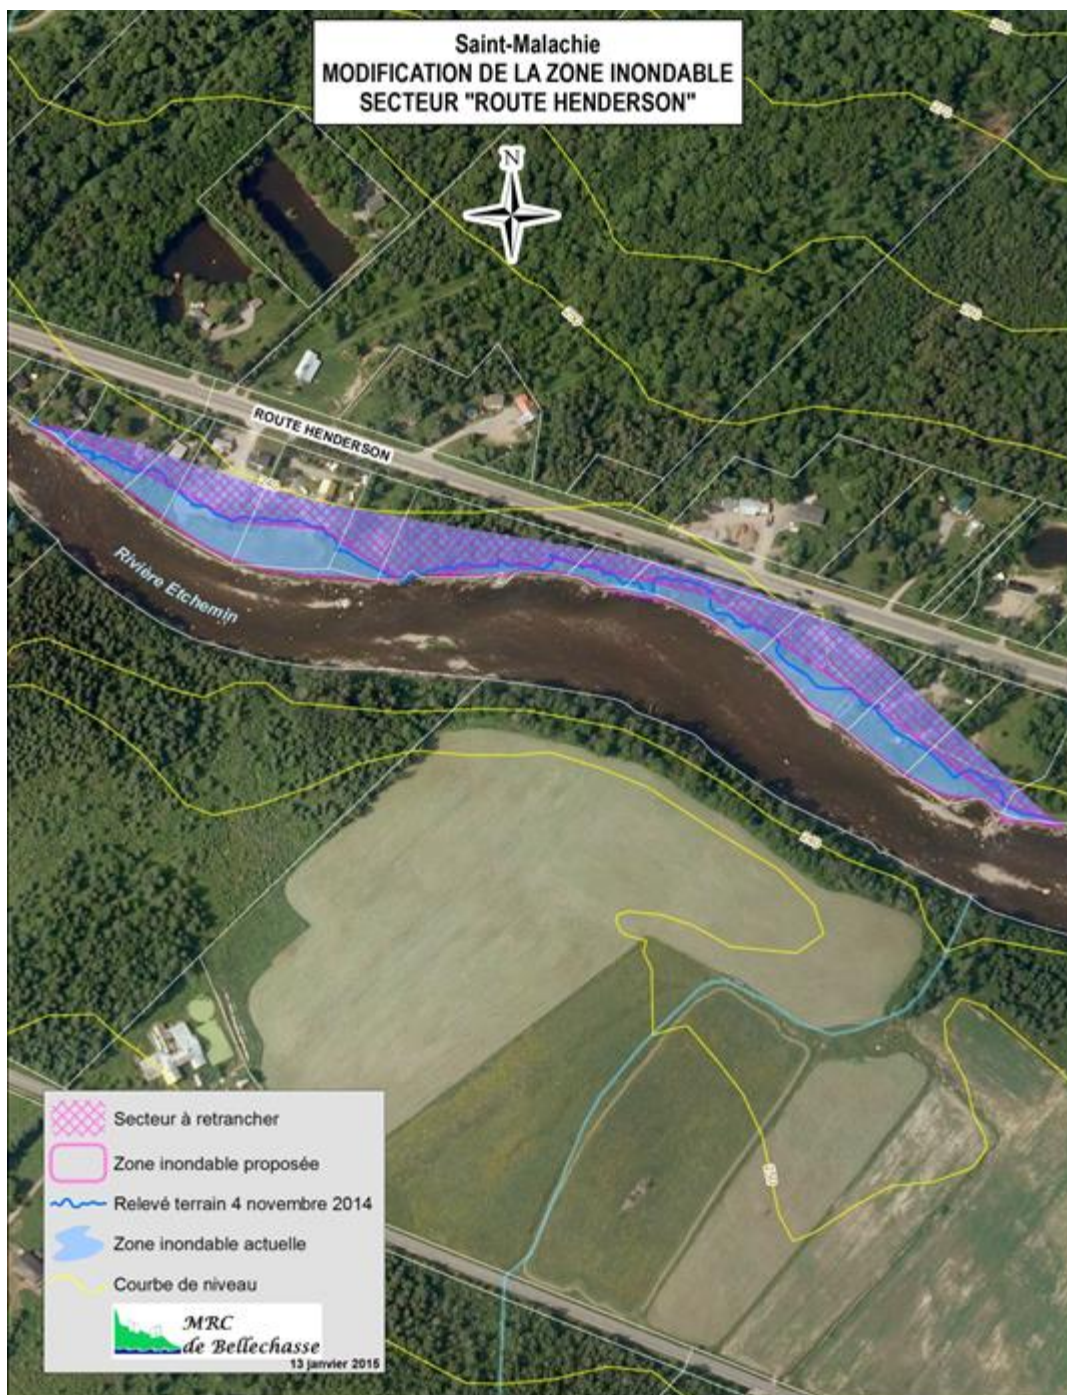 Saint-Malachie
MODIFICATION DE LA ZONE INONDABLE
SECTEUR "ROUTE HENDERSON"
N
ROUTE HENDERSON
Rivière Etchemin
Secteur à retrancher
Zone inondable proposée
Relevé terrain 4 novembre 2014
Zone inondable actuelle
Courbe de niveau
MRC
de Bellechasse
13 janvier 2015